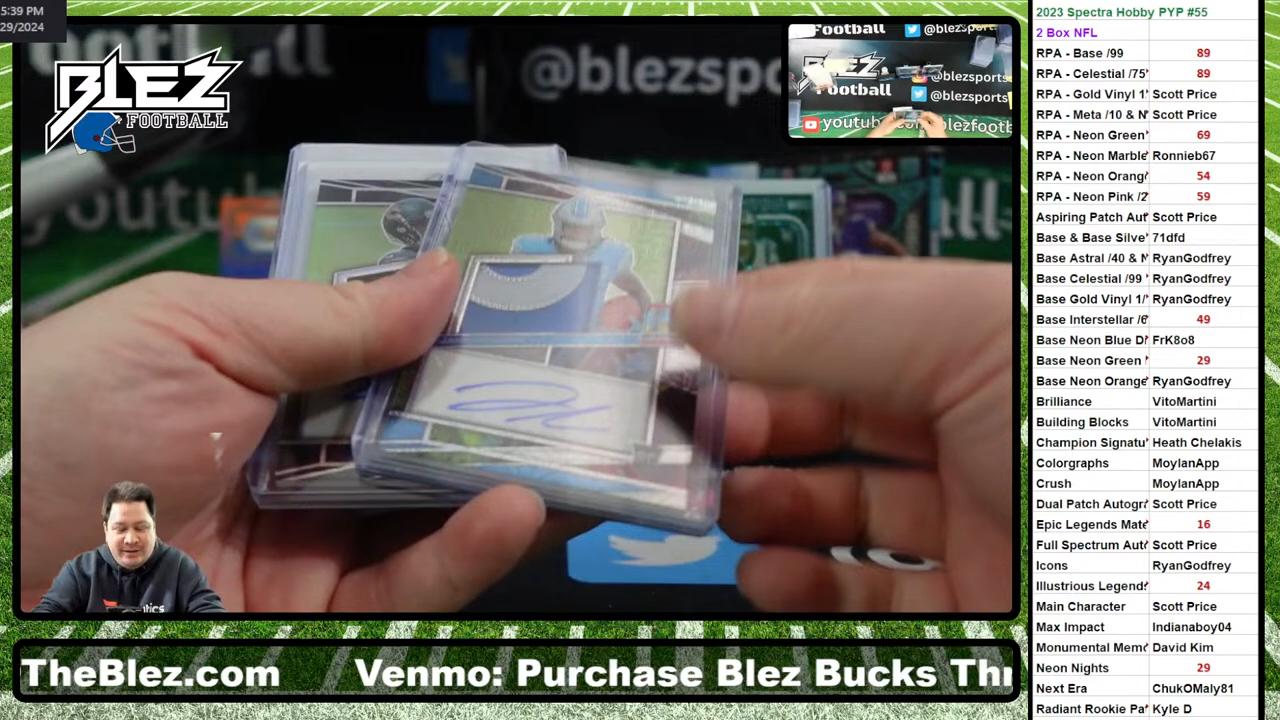 5:39 PM
29/2024
BLEZ
FOOTBALL
@blezspo
youtub
all-
Football
@blezsports
Football
@blezsports
youtube.com/blezfootb
TheBlez.com Venmo: Purchase Blez Bucks Thr
2023 Spectra Hobby PYP #55
2 Box NFL
RPA - Base /99 89
RPA - Celestial /75 89
RPA - Gold Vinyl 1 Scott Price
RPA - Meta /10 & N Scott Price
RPA - Neon Green 69
RPA - Neon Marble Ronnieb67
RPA - Neon Orang 54
RPA - Neon Pink /2 59
Aspiring Patch Aut Scott Price
Base & Base Silve 71dfd
Base Astral /40 & N RyanGodfrey
Base Celestial /99 RyanGodfrey
Base Gold Vinyl 1/ RyanGodfrey
Base Interstellar /6 49
Base Neon Blue Di FrK8o8
Base Neon Green 29
Base Neon Orange RyanGodfrey
Brilliance VitoMartini
Building Blocks VitoMartini
Champion Signatu Heath Chelakis
Colorgraphs MoylanApp
Crush MoylanApp
Dual Patch Autogr Scott Price
Epic Legends Mate 16
Full Spectrum Aut Scott Price
Icons RyanGodfrey
Illustrious Legend 24
Main Character Scott Price
Max Impact Indianaboy04
Monumental Mem David Kim
Neon Nights 29
Next Era ChukOMaly81
Radiant Rookie Pa Kyle D